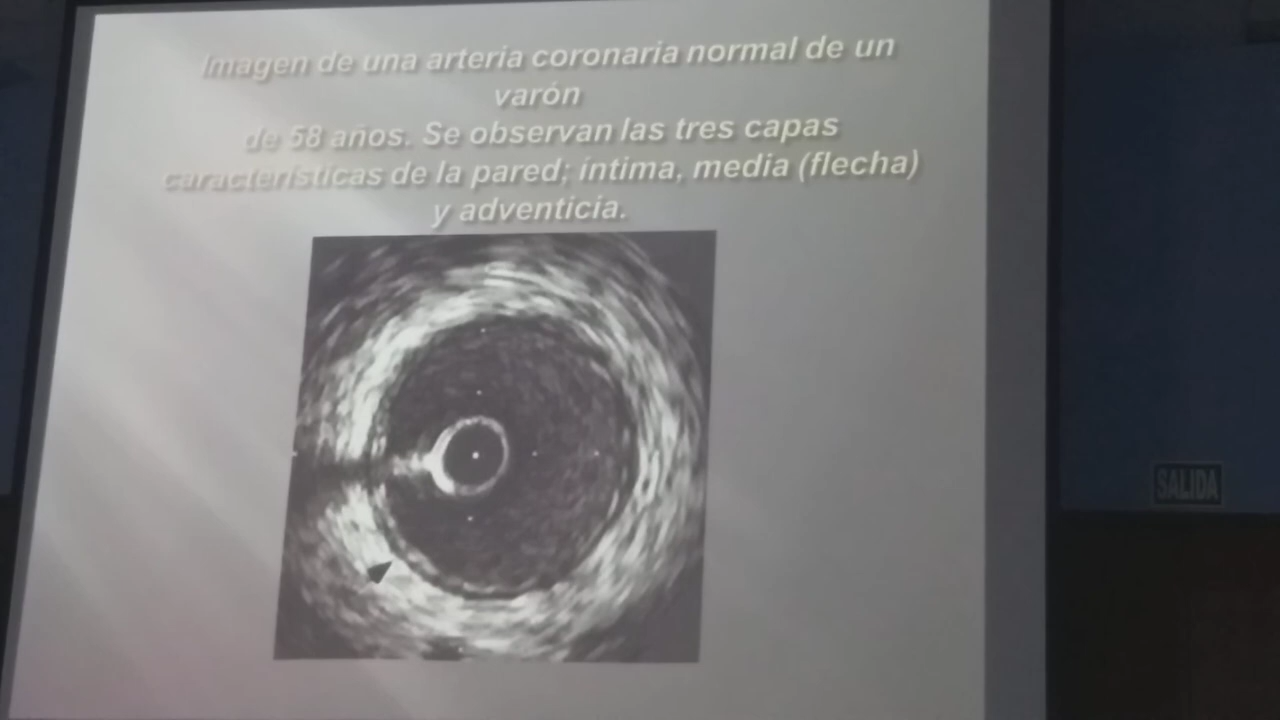 Imagen de una arteria coronaria normal de un
varón
de 58 años. Se observan las tres capas
características de la pared; íntima, media (flecha)
y adventicia.
SALIDA